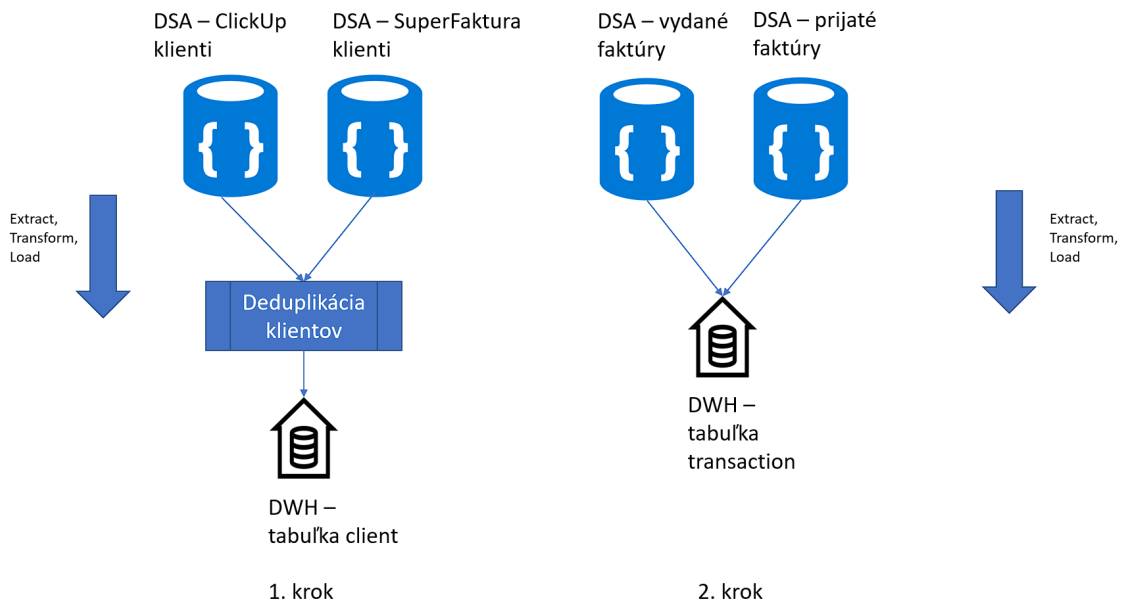 DSA – ClickUp
klienti
DSA – SuperFaktura
klienti
DSA – vydané
faktúry
DSA – prijaté
faktúry
{ }
{ }
{ }
{ }
Extract,
Transform,
Load
Extract,
Transform,
Load
Deduplikácia
klientov
DWH –
tabuľka client
DWH –
tabuľka
transaction
1. krok
2. krok